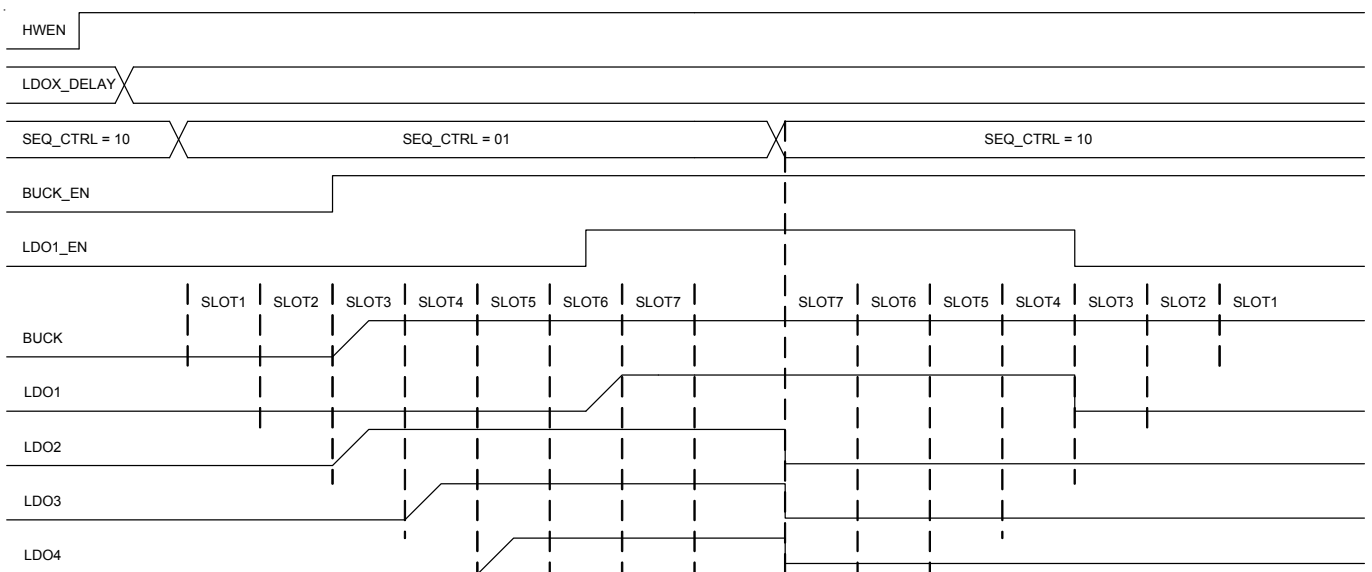 HWEN
LDOX_DELAY
SEQ_CTRL = 10 SEQ_CTRL = 01 SEQ_CTRL = 10
BUCK_EN
LDO1_EN
SLOT1 SLOT2 SLOT3 SLOT4 SLOT5 SLOT6 SLOT7 SLOT7 SLOT6 SLOT5 SLOT4 SLOT3 SLOT2 SLOT1
BUCK
LDO1
LDO2
LDO3
LDO4